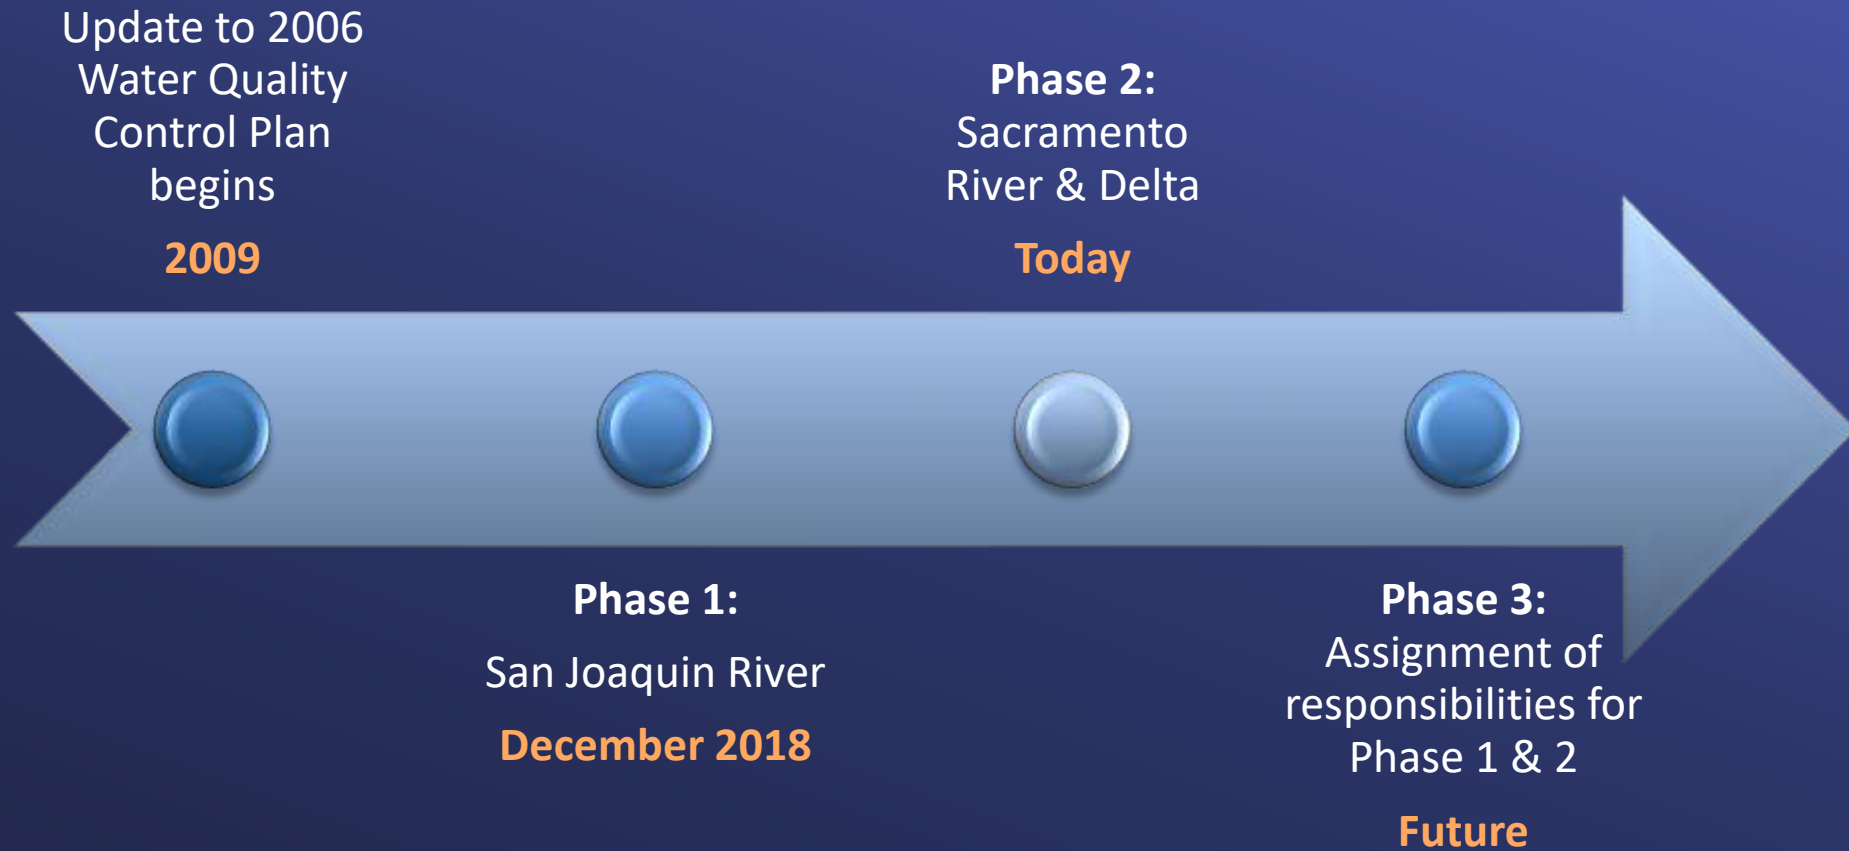 Update to 2006
Water Quality
Control Plan
begins
2009
Phase 1:
San Joaquin River
December 2018
Phase 2:
Sacramento
River & Delta
Today
Phase 3:
Assignment of
responsibilities for
Phase 1 & 2
Future